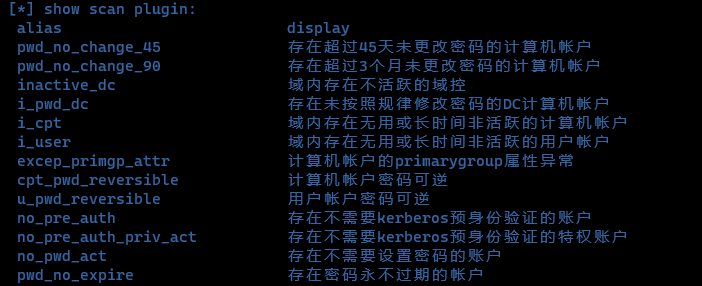 [*] show scan plugin:
alias display
pwd_no_change_45 存在超过45天未更改密码的计算机帐户
pwd_no_change_90 存在超过3个月未更改密码的计算机帐户
inactive_dc 域内存在不活跃的域控
i_pwd_dc 存在未按照规律修改密码的DC计算机帐户
i_cpt 域内存在无用或长时间非活跃的计算机帐户
i_user 域内存在无用或长时间非活跃的用户帐户
excep_primgp_attr 计算机帐户的primarygroup属性异常
cpt_pwd_reversible 计算机帐户密码可逆
u_pwd_reversible 用户帐户密码可逆
no_pre_auth 存在不需要kerberos预身份验证的账户
no_pre_auth_priv_act 存在不需要kerberos预身份验证的特权账户
no_pwd_act 存在不需要设置密码的账户
pwd_no_expire 存在密码永不过期的帐户